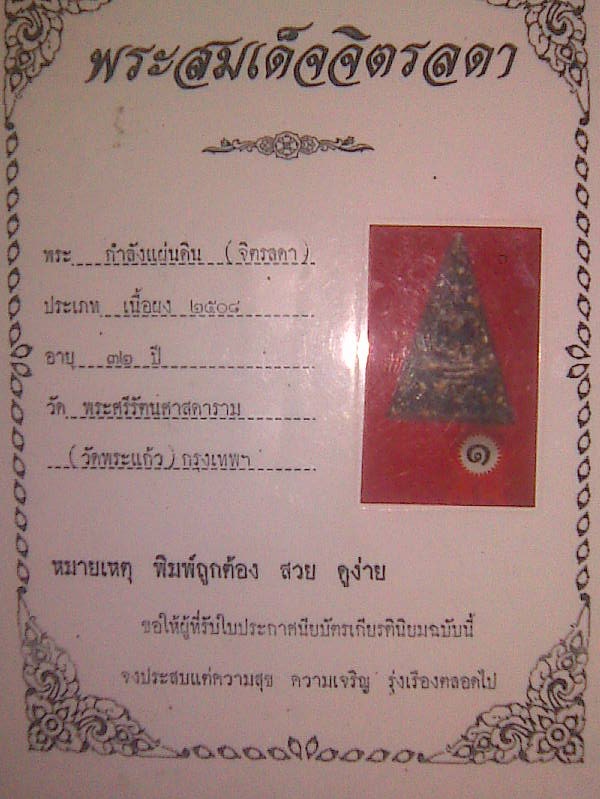 พระสมเด็จจิตรลดา
พระ กำลังแผ่นดิน (จิตรลดา)
ประเภท เนื้อผง ๒๕๐๘
อายุ ๓๒ ปี
วัด พระศรีรัตนศาสดาราม
(วัดพระแก้ว) กรุงเทพฯ
๑
หมายเหตุ พิมพ์ถูกต้อง สวย ดูง่าย
ขอให้ผู้ที่รับใบประกาศนียบัตรเกียรตินิยมฉบับนี้
จงประสบแต่ความสุข ความเจริญ รุ่งเรืองตลอดไป